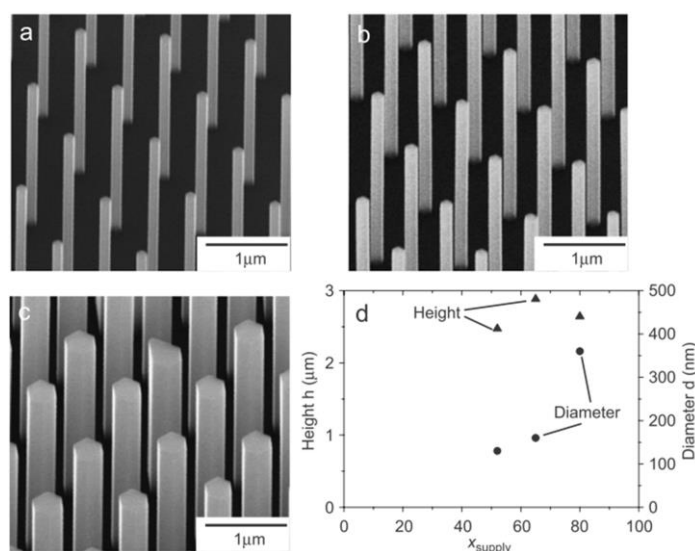 a
1μm
b
1μm
c
1μm
d
Height
Diameter
3
2
1
0
Height h (μm)
500
400
300
200
100
0
Diameter d (nm)
0 20 40 60 80 100
x supply